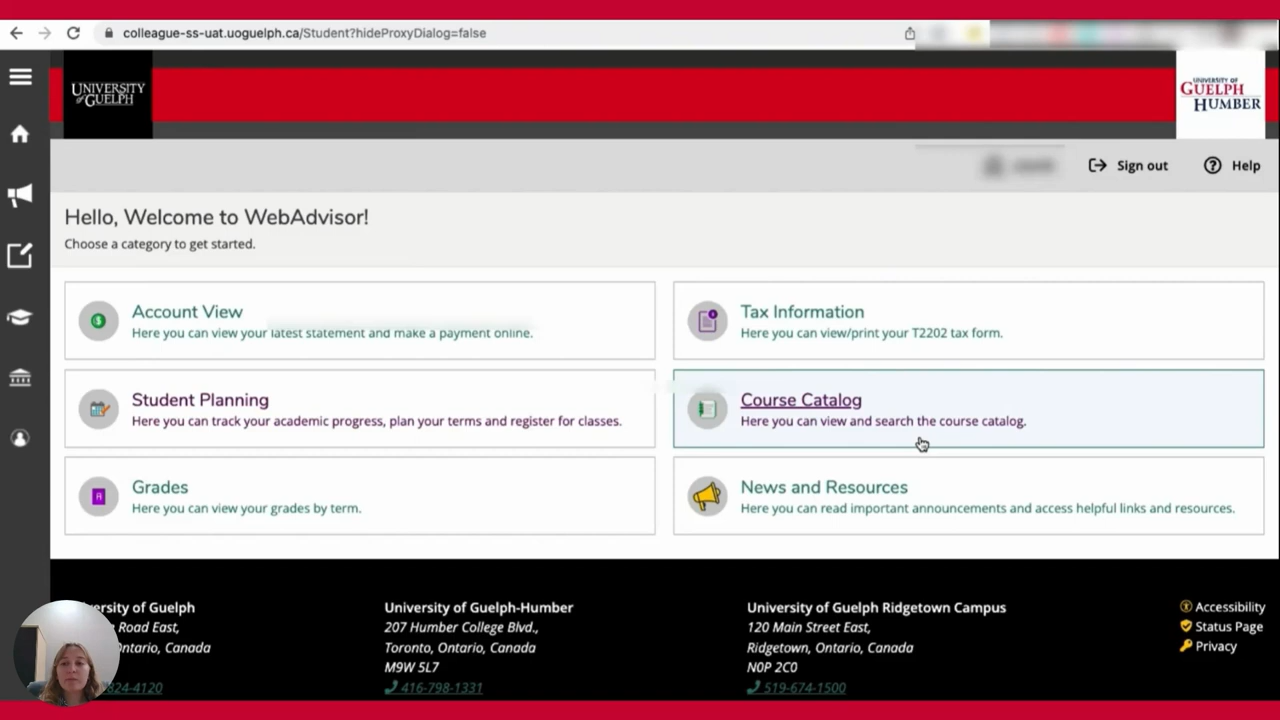 colleague-ss-uat.uoguelph.ca/Student?hideProxyDialog=false
UNIVERSITY
of GUELPH
UNIVERSITY OF
GUELPH
HUMBER
Sign out
Help
Hello, Welcome to WebAdvisor!
Choose a category to get started.
Account View
Here you can view your latest statement and make a payment online.
Tax Information
Here you can view/print your T2202 tax form.
Student Planning
Here you can track your academic progress, plan your terms and register for classes.
Course Catalog
Here you can view and search the course catalog.
Grades
Here you can view your grades by term.
News and Resources
Here you can read important announcements and access helpful links and resources.
ersity of Guelph
Road East,
Ontario, Canada
824-4120
University of Guelph-Humber
207 Humber College Blvd.,
Toronto, Ontario, Canada
M9W 5L7
416-798-1331
University of Guelph Ridgetown Campus
120 Main Street East,
Ridgetown, Ontario, Canada
N0P 2C0
519-674-1500
Accessibility
Status Page
Privacy